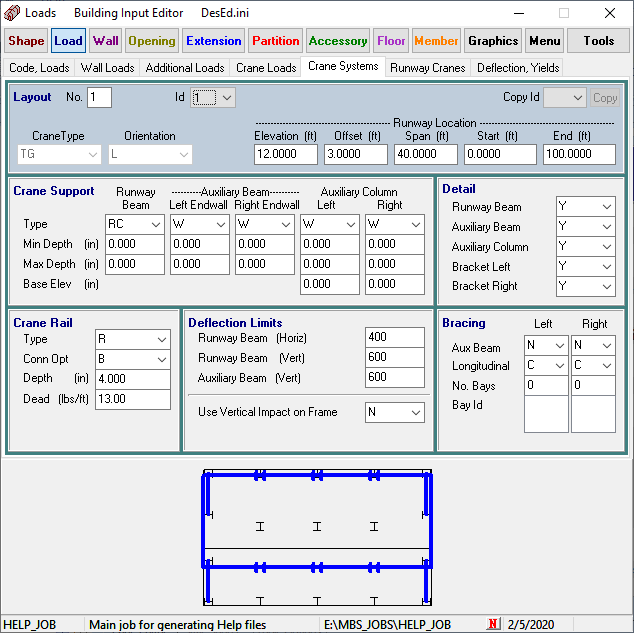 Loads Building Input Editor DesEd.ini
Shape Load Wall Opening Extension Partition Accessory Floor Member Graphics Menu Tools
Code, Loads Wall Loads Additional Loads Crane Loads Crane Systems Runway Cranes Deflection, Yields
Layout No. 1 Id 1 Copy Id Copy
Runway Location
CraneType Orientation Elevation (ft) Offset (ft) Span (ft) Start (ft) End (ft)
TG L 12.0000 3.0000 40.0000 0.0000 100.0000
Crane Support Runway Beam Auxiliary Beam Left Endwall Right Endwall Auxiliary Column Left Right
Type RC W W W W
Min Depth (in) 0.000 0.000 0.000 0.000 0.000
Max Depth (in) 0.000 0.000 0.000 0.000 0.000
Base Elev (in) 0.000 0.000
Detail
Runway Beam Y
Auxiliary Beam Y
Auxiliary Column Y
Bracket Left Y
Bracket Right Y
Crane Rail
Type R
Conn Opt B
Depth (in) 4.000
Dead (lbs/ft) 13.00
Deflection Limits
Runway Beam (Horiz) 400
Runway Beam (Vert) 600
Auxiliary Beam (Vert) 600
Use Vertical Impact on Frame N
Bracing Left Right
Aux Beam N N
Longitudinal C C
No. Bays 0 0
Bay Id
HELP_JOB Main job for generating Help files E:\MBS_JOBS\HELP_JOB N 2/5/2020